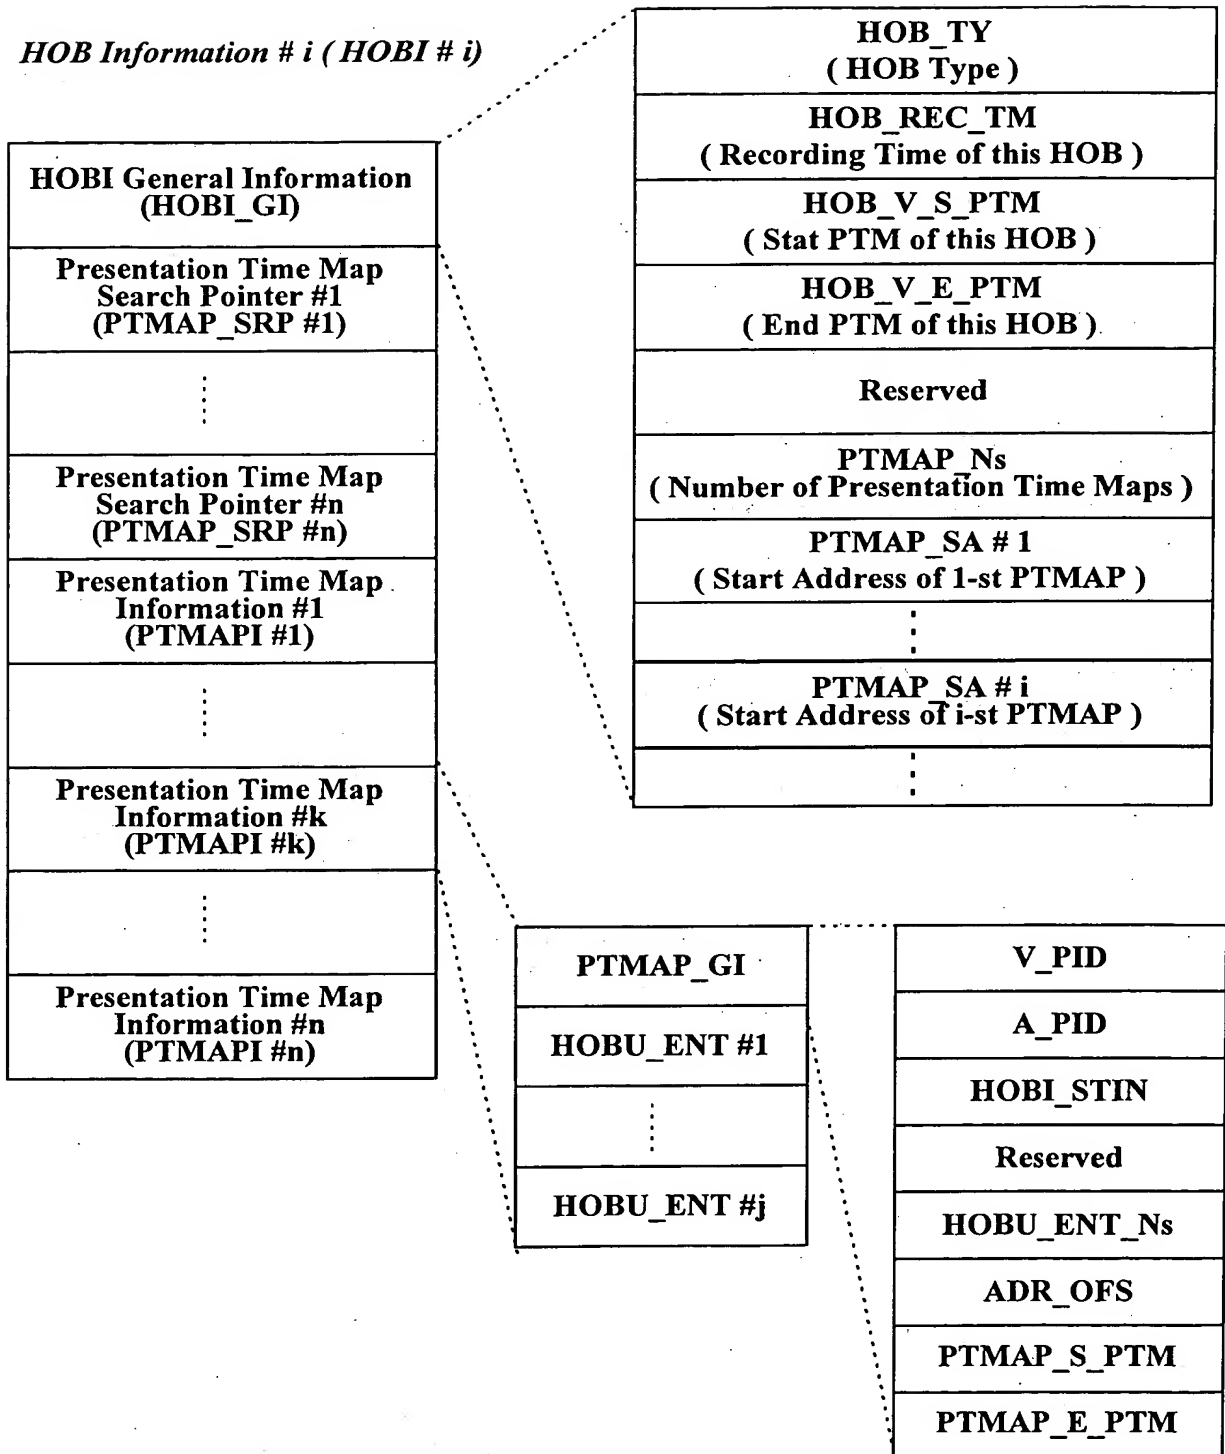 HOB Information # i ( HOBI # i)
HOBI General Information
(HOBI_GI)
Presentation Time Map
Search Pointer #1
(PTMAP_SRP #1)
Presentation Time Map
Search Pointer #n
(PTMAP_SRP #n)
Presentation Time Map
Information #1
(PTMAPI #1)
Presentation Time Map
Information #k
(PTMAPI #k)
Presentation Time Map
Information #n
(PTMAPI #n)
HOB_TY
( HOB Type )
HOB_REC_TM
( Recording Time of this HOB )
HOB_V_S_PTM
( Stat PTM of this HOB )
HOB_V_E_PTM
( End PTM of this HOB )
Reserved
PTMAP_Ns
( Number of Presentation Time Maps )
PTMAP_SA # 1
( Start Address of 1-st PTMAP )
PTMAP_SA # i
( Start Address of i-st PTMAP )
PTMAP_GI
HOBU_ENT #1
HOBU_ENT #j
V_PID
A_PID
HOBI_STIN
Reserved
HOBU_ENT_Ns
ADR_OFS
PTMAP_S_PTM
PTMAP_E_PTM